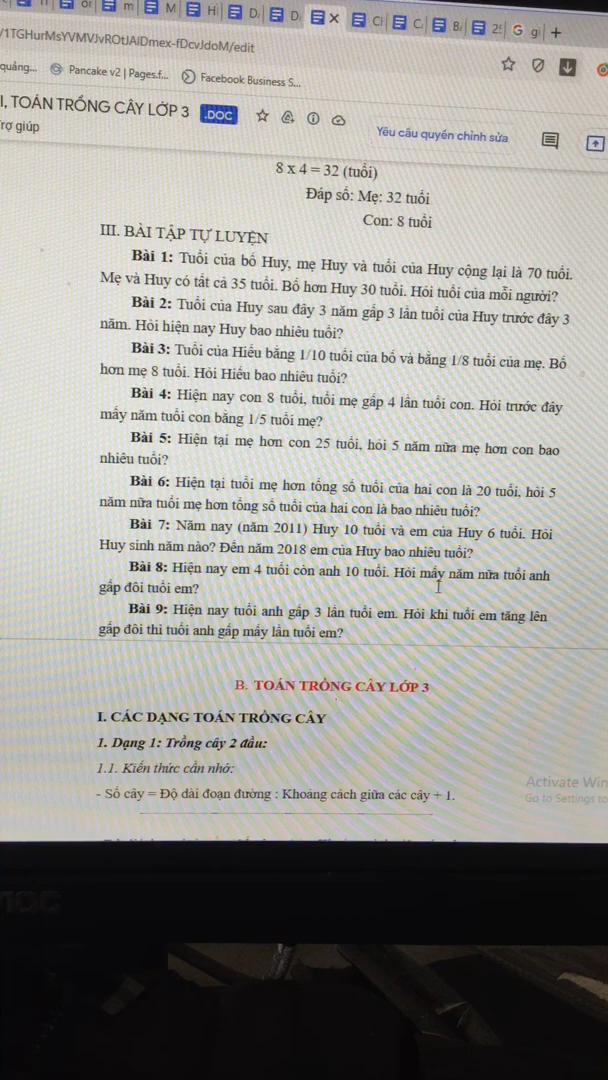 /1TGHurMsYVMVJvROtJAIDmex-fDcvJdoM/edit
quảng... Pancake v2 | Pages.f... Facebook Business S...
I, TOÁN TRỒNG CÂY LỚP 3 .DOC
rợ giúp
Yêu cầu quyền chỉnh sửa
8 x 4 = 32 (tuổi)
Đáp số: Mẹ: 32 tuổi
Con: 8 tuổi
III. BÀI TẬP TỰ LUYỆN
Bài 1: Tuổi của bố Huy, mẹ Huy và tuổi của Huy cộng lại là 70 tuổi.
Mẹ và Huy có tất cả 35 tuổi. Bố hơn Huy 30 tuổi. Hỏi tuổi của mỗi người?
Bài 2: Tuổi của Huy sau đây 3 năm gấp 3 lần tuổi của Huy trước đây 3
năm. Hỏi hiện nay Huy bao nhiêu tuổi?
Bài 3: Tuổi của Hiếu bằng 1/10 tuổi của bố và bằng 1/8 tuổi của mẹ. Bố
hơn mẹ 8 tuổi. Hỏi Hiếu bao nhiêu tuổi?
Bài 4: Hiện nay con 8 tuổi, tuổi mẹ gấp 4 lần tuổi con. Hỏi trước đây
mấy năm tuổi con bằng 1/5 tuổi mẹ?
Bài 5: Hiện tại mẹ hơn con 25 tuổi, hỏi 5 năm nữa mẹ hơn con bao
nhiêu tuổi?
Bài 6: Hiện tại tuổi mẹ hơn tổng số tuổi của hai con là 20 tuổi, hỏi 5
năm nữa tuổi mẹ hơn tổng số tuổi của hai con là bao nhiêu tuổi?
Bài 7: Năm nay (năm 2011) Huy 10 tuổi và em của Huy 6 tuổi. Hỏi
Huy sinh năm nào? Đến năm 2018 em của Huy bao nhiêu tuổi?
Bài 8: Hiện nay em 4 tuổi còn anh 10 tuổi. Hỏi mấy năm nữa tuổi anh
gấp đôi tuổi em?
Bài 9: Hiện nay tuổi anh gấp 3 lần tuổi em. Hỏi khi tuổi em tăng lên
gấp đôi thì tuổi anh gấp mấy lần tuổi em?
B. TOÁN TRỒNG CÂY LỚP 3
I. CÁC DẠNG TOÁN TRỒNG CÂY
1. Dạng 1: Trồng cây 2 đầu:
1.1. Kiến thức cần nhớ:
- Số cây = Độ dài đoạn đường : Khoảng cách giữa các cây + 1.
Activate Win
Go to Settings to